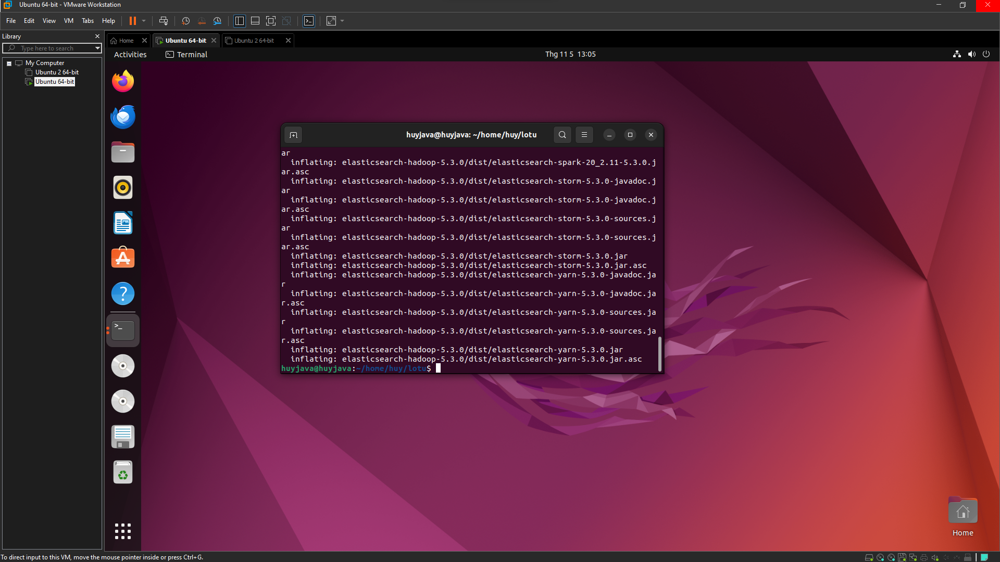 Ubuntu 64-bit - VMware Workstation
File Edit View VM Tabs Help
Library
Type here to search
My Computer
Ubuntu 2 64-bit
Ubuntu 64-bit
Home
Ubuntu 64-bit
Ubuntu 2 64-bit
Activities
Terminal
Thg 11 5 13:05
huyjava@huyjava: ~/home/huy/lotu
ar
inflating: elasticsearch-hadoop-5.3.0/dist/elasticsearch-spark-20_2.11-5.3.0.j
ar.asc
inflating: elasticsearch-hadoop-5.3.0/dist/elasticsearch-storm-5.3.0-javadoc.j
ar
inflating: elasticsearch-hadoop-5.3.0/dist/elasticsearch-storm-5.3.0-javadoc.j
ar.asc
inflating: elasticsearch-hadoop-5.3.0/dist/elasticsearch-storm-5.3.0-sources.j
ar
inflating: elasticsearch-hadoop-5.3.0/dist/elasticsearch-storm-5.3.0-sources.j
ar.asc
inflating: elasticsearch-hadoop-5.3.0/dist/elasticsearch-storm-5.3.0.jar
inflating: elasticsearch-hadoop-5.3.0/dist/elasticsearch-storm-5.3.0.jar.asc
inflating: elasticsearch-hadoop-5.3.0/dist/elasticsearch-yarn-5.3.0-javadoc.ja
r
inflating: elasticsearch-hadoop-5.3.0/dist/elasticsearch-yarn-5.3.0-javadoc.ja
r.asc
inflating: elasticsearch-hadoop-5.3.0/dist/elasticsearch-yarn-5.3.0-sources.ja
r
inflating: elasticsearch-hadoop-5.3.0/dist/elasticsearch-yarn-5.3.0-sources.ja
r.asc
inflating: elasticsearch-hadoop-5.3.0/dist/elasticsearch-yarn-5.3.0.jar
inflating: elasticsearch-hadoop-5.3.0/dist/elasticsearch-yarn-5.3.0.jar.asc
huyjava@huyjava:~/home/huy/lotu$
Home
To direct input to this VM, move the mouse pointer inside or press Ctrl+G.